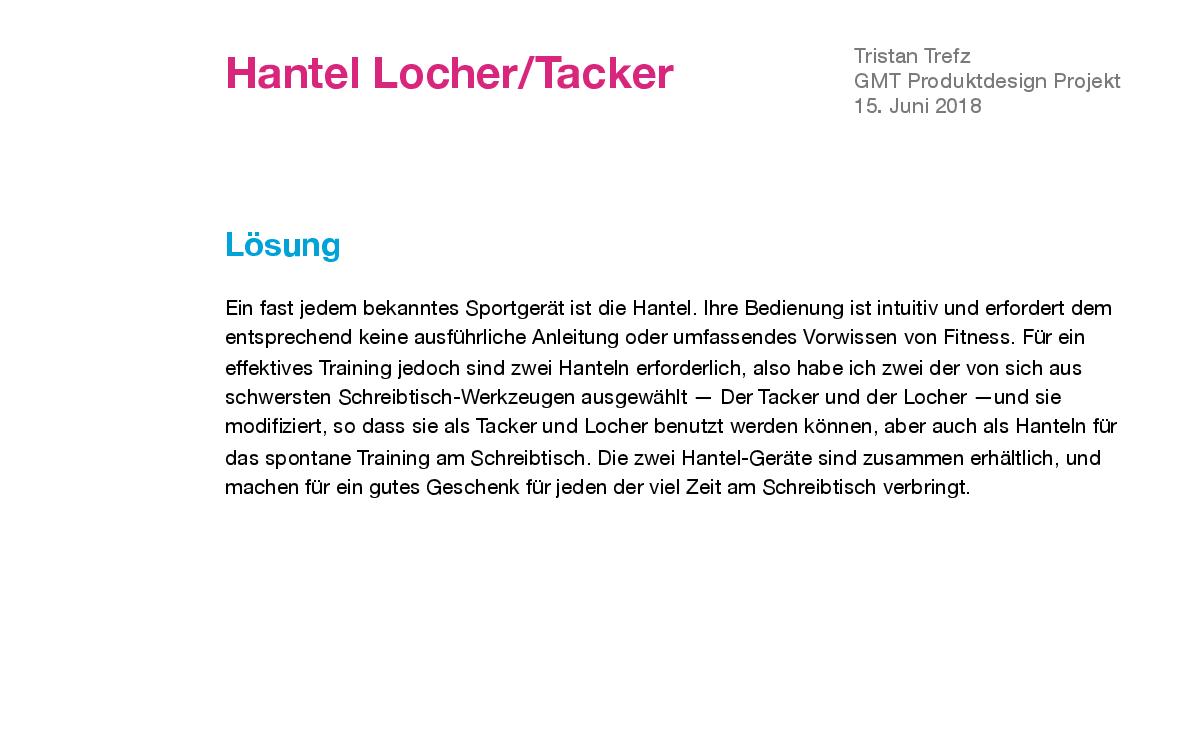 Hantel Locher/Tacker
Tristan Trefz
GMT Produktdesign Projekt
15. Juni 2018
Lösung
Ein fast jedem bekanntes Sportgerät ist die Hantel. Ihre Bedienung ist intuitiv und erfordert dem
entsprechend keine ausführliche Anleitung oder umfassendes Vorwissen von Fitness. Für ein
effektives Training jedoch sind zwei Hanteln erforderlich, also habe ich zwei der von sich aus
schwersten Schreibtisch-Werkzeugen ausgewählt — Der Tacker und der Locher —und sie
modifiziert, so dass sie als Tacker und Locher benutzt werden können, aber auch als Hanteln für
das spontane Training am Schreibtisch. Die zwei Hantel-Geräte sind zusammen erhältlich, und
machen für ein gutes Geschenk für jeden der viel Zeit am Schreibtisch verbringt.